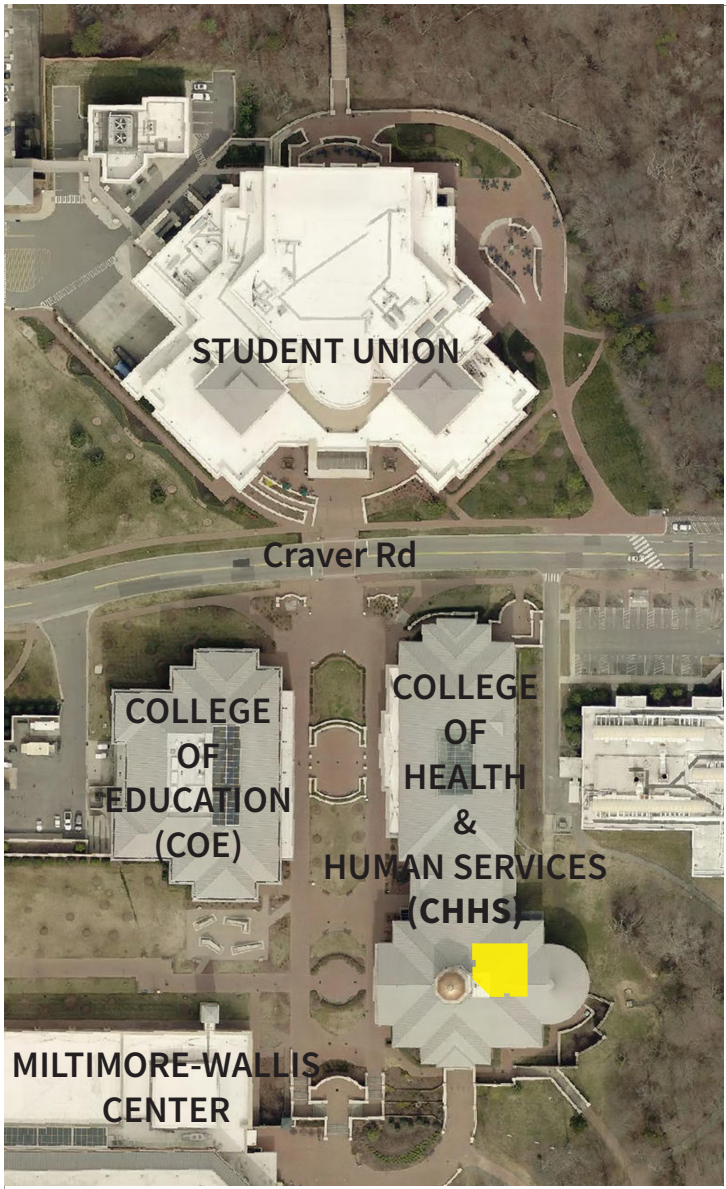 STUDENT UNION
Craver Rd
COLLEGE
OF
EDUCATION
(COE)
COLLEGE
OF
HEALTH
&
HUMAN SERVICES
(CHHS)
MILTIMORE-WALLIS
CENTER